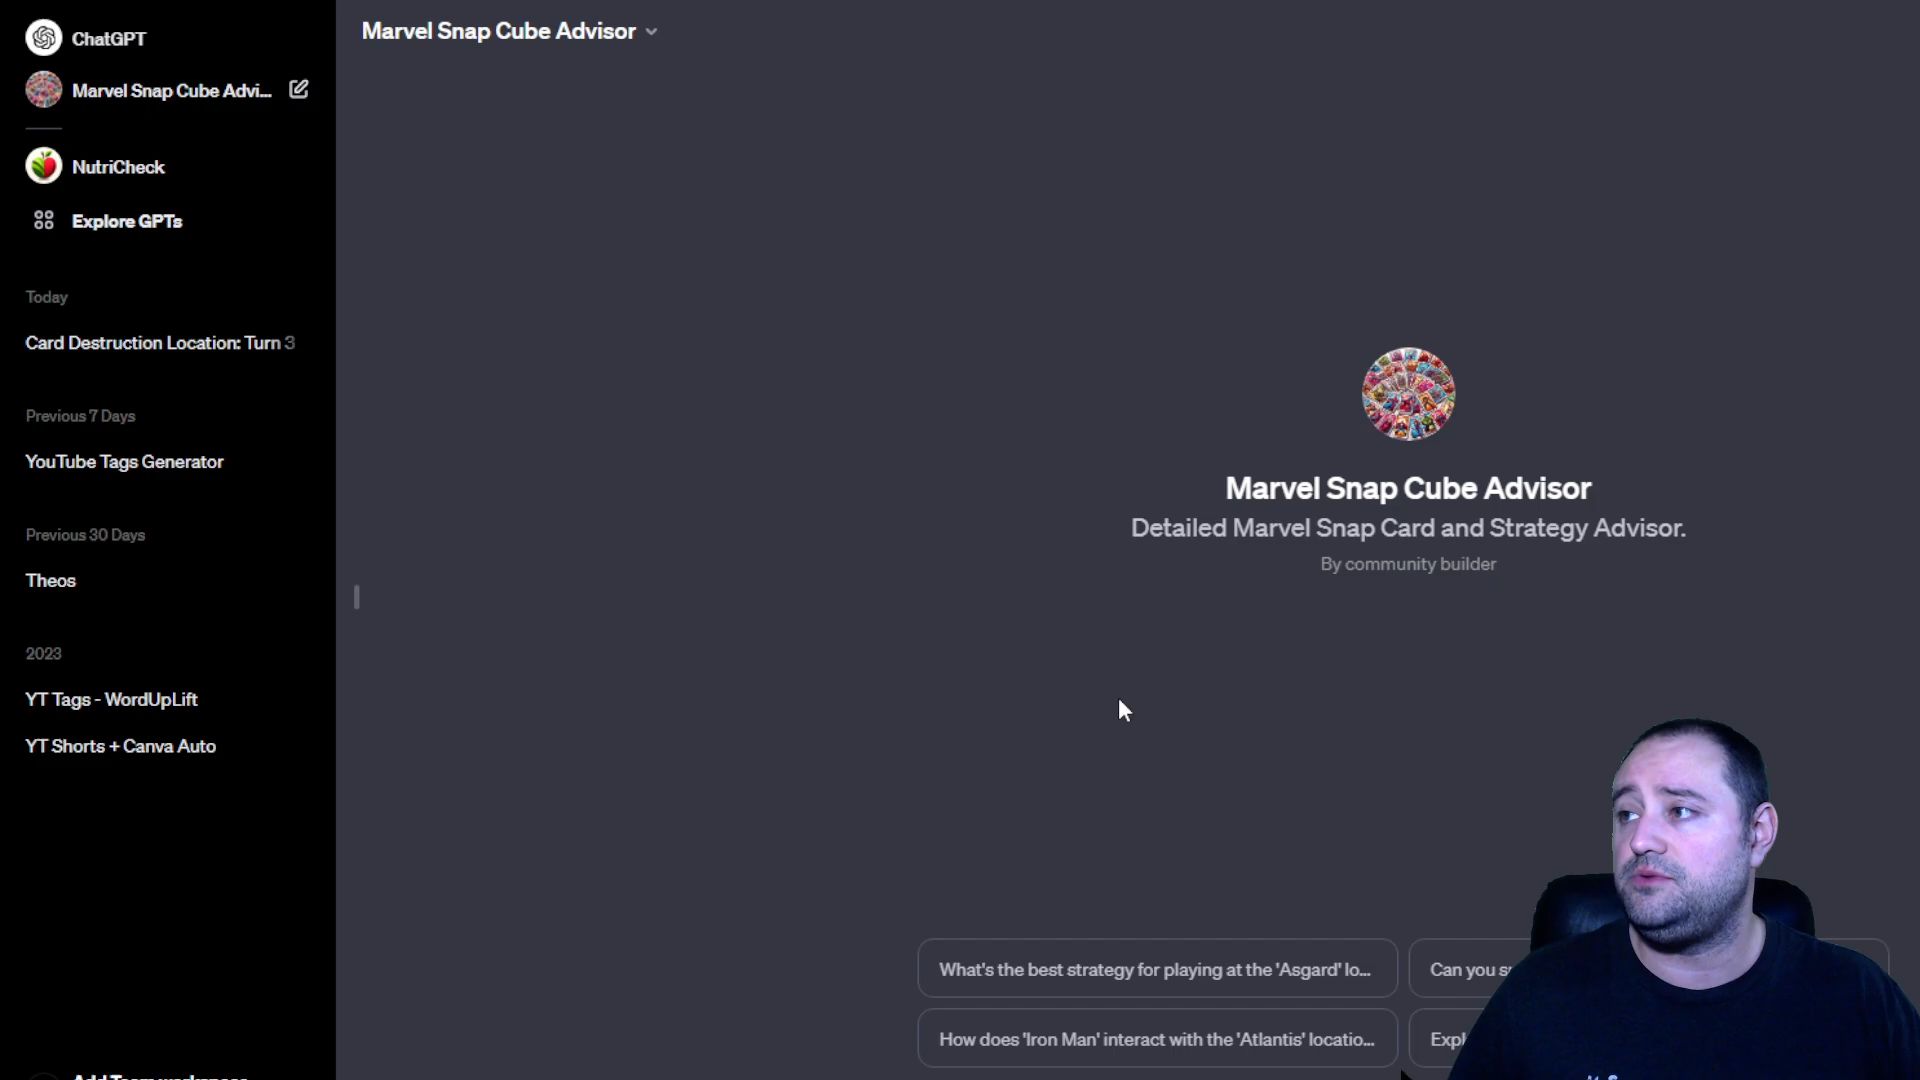 ChatGPT
Marvel Snap Cube Advi...
NutriCheck
Explore GPTs
Today
Card Destruction Location: Turn 3
Previous 7 Days
YouTube Tags Generator
Previous 30 Days
Theos
2023
YT Tags - WordUpLift
YT Shorts + Canva Auto
Add Team workspace
Marvel Snap Cube Advisor
Marvel Snap Cube Advisor
Detailed Marvel Snap Card and Strategy Advisor.
By community builder
What's the best strategy for playing at the 'Asgard' lo...
Can you
How does 'Iron Man' interact with the 'Atlantis' locatio...